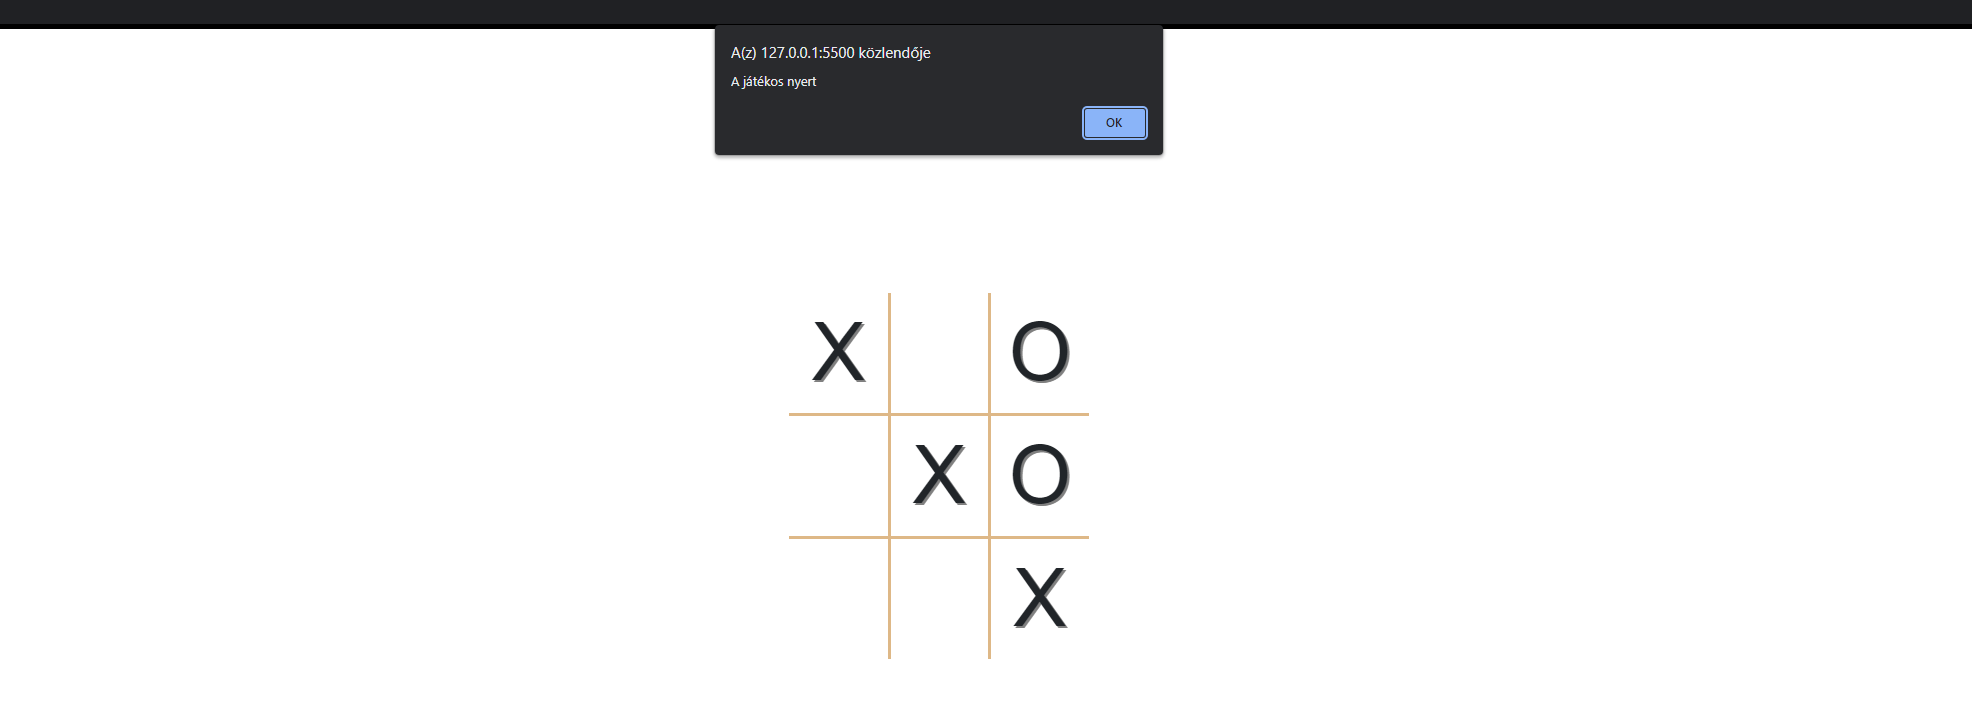 A(z) 127.0.0.1:5500 közlendője
A játékos nyert
OK
X O
X O
X